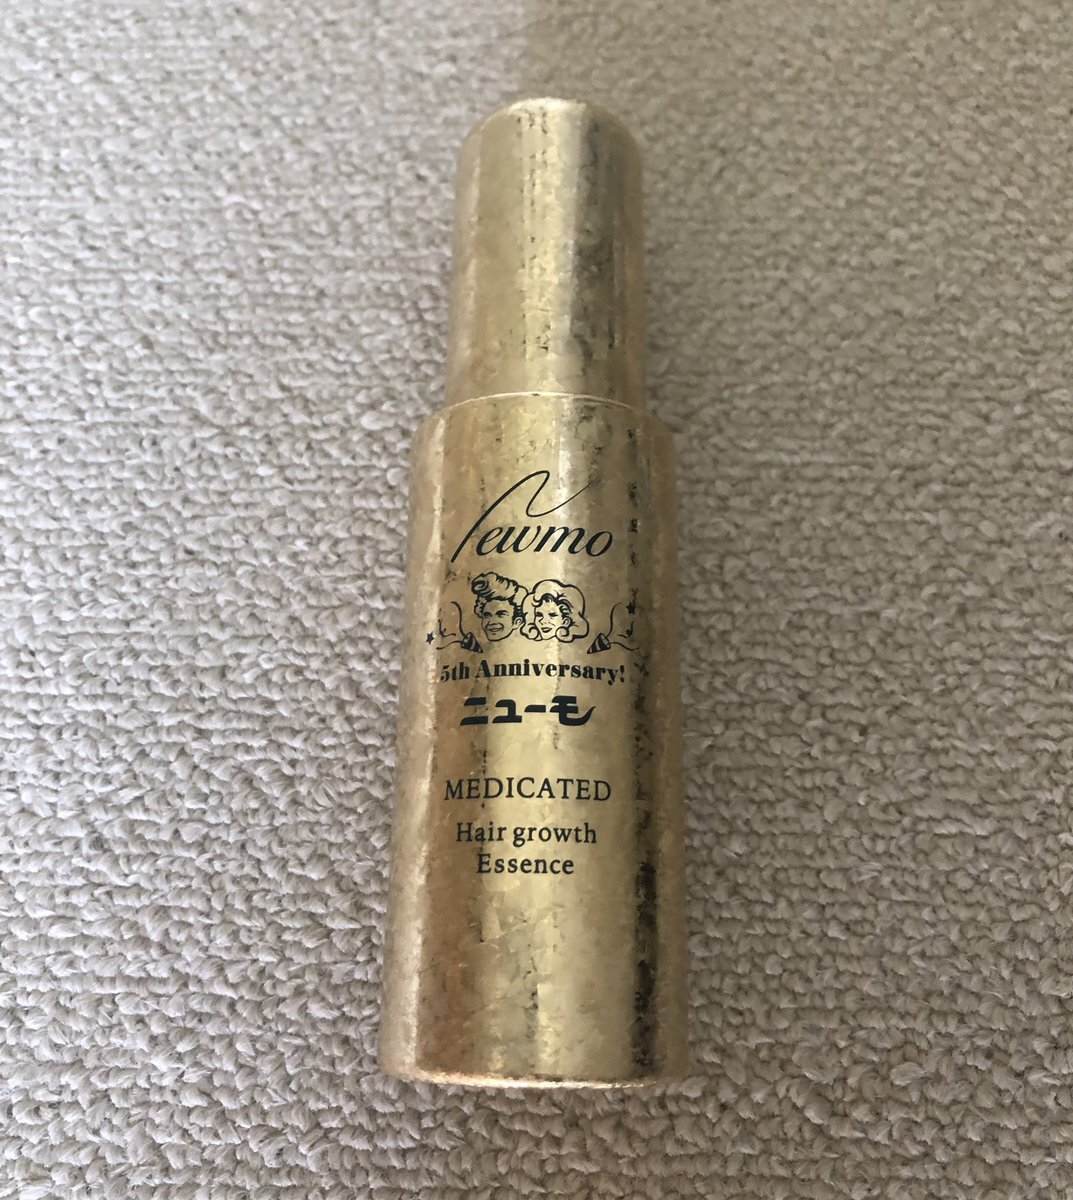 Newmo
5th Anniversary!
ニューモ
MEDICATED
Hair growth
Essence